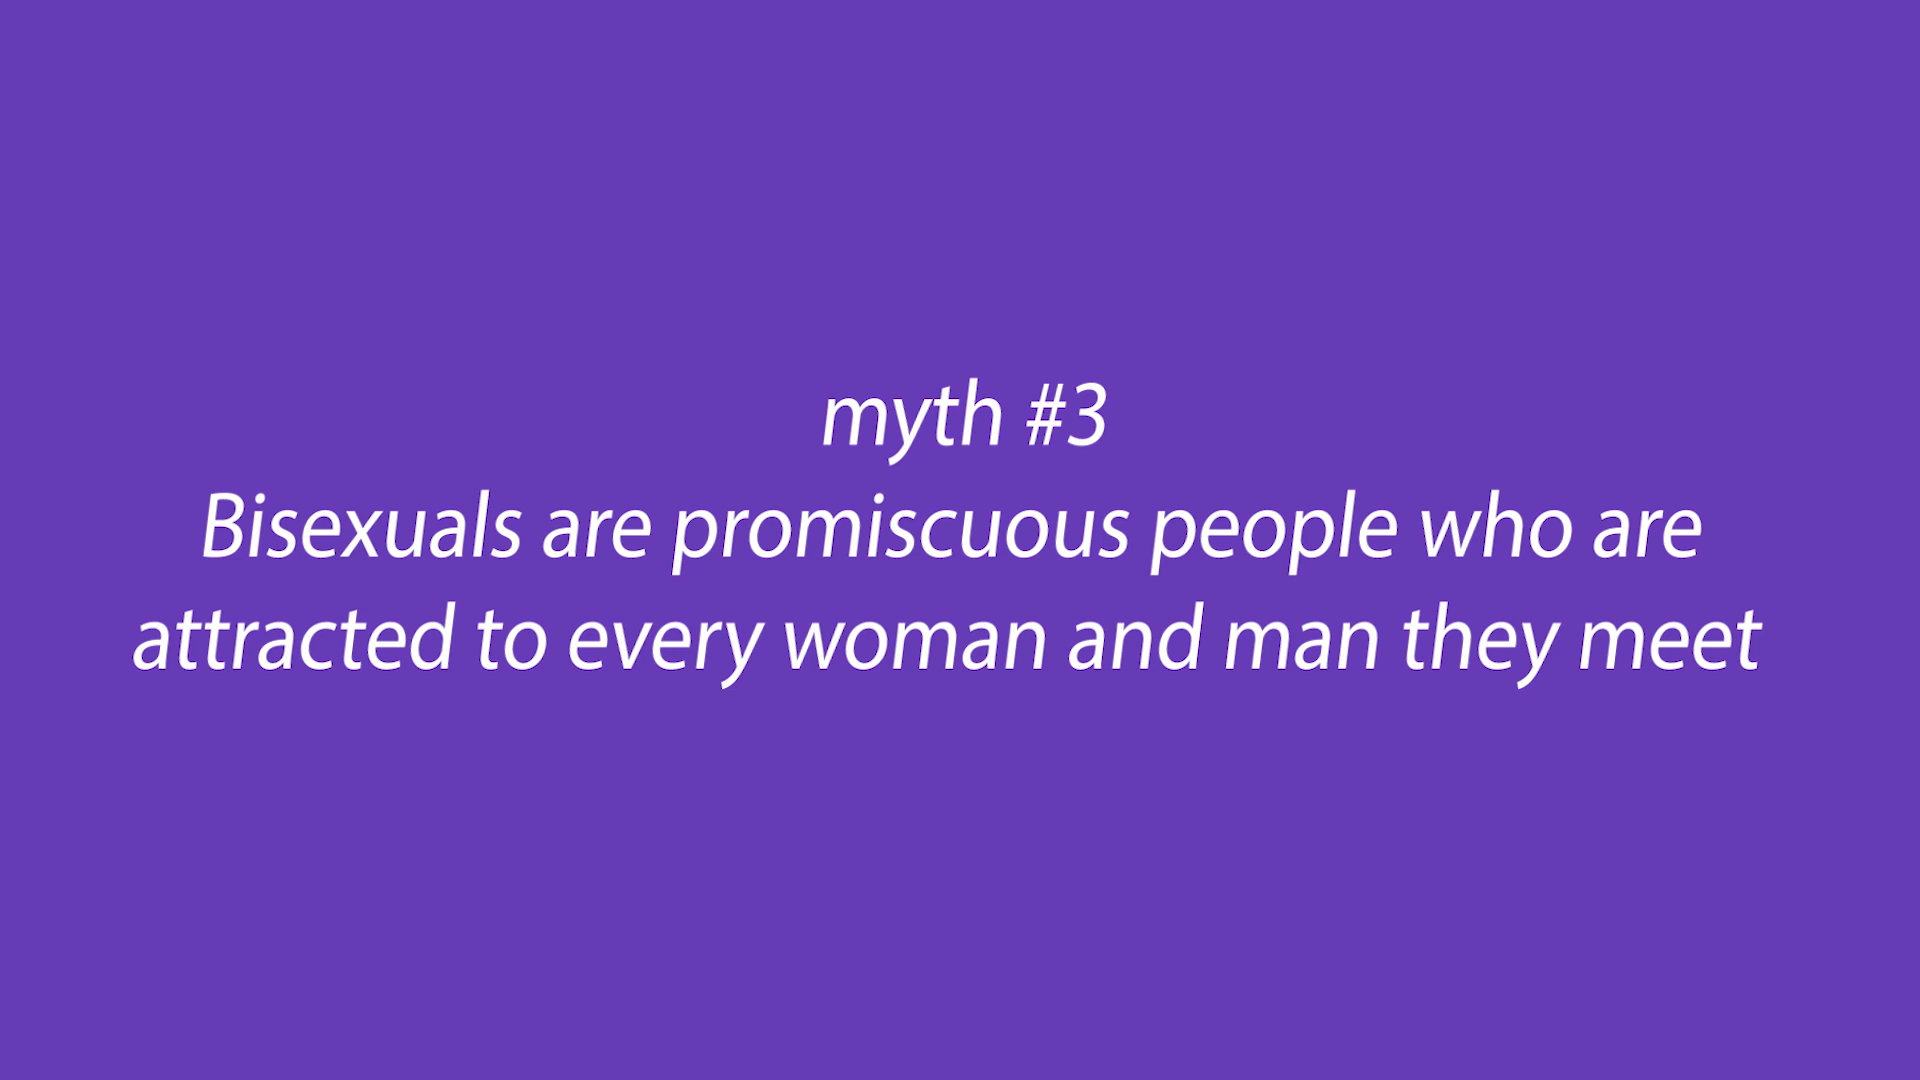 myth #3
Bisexuals are promiscuous people who are
attracted to every woman and man they meet